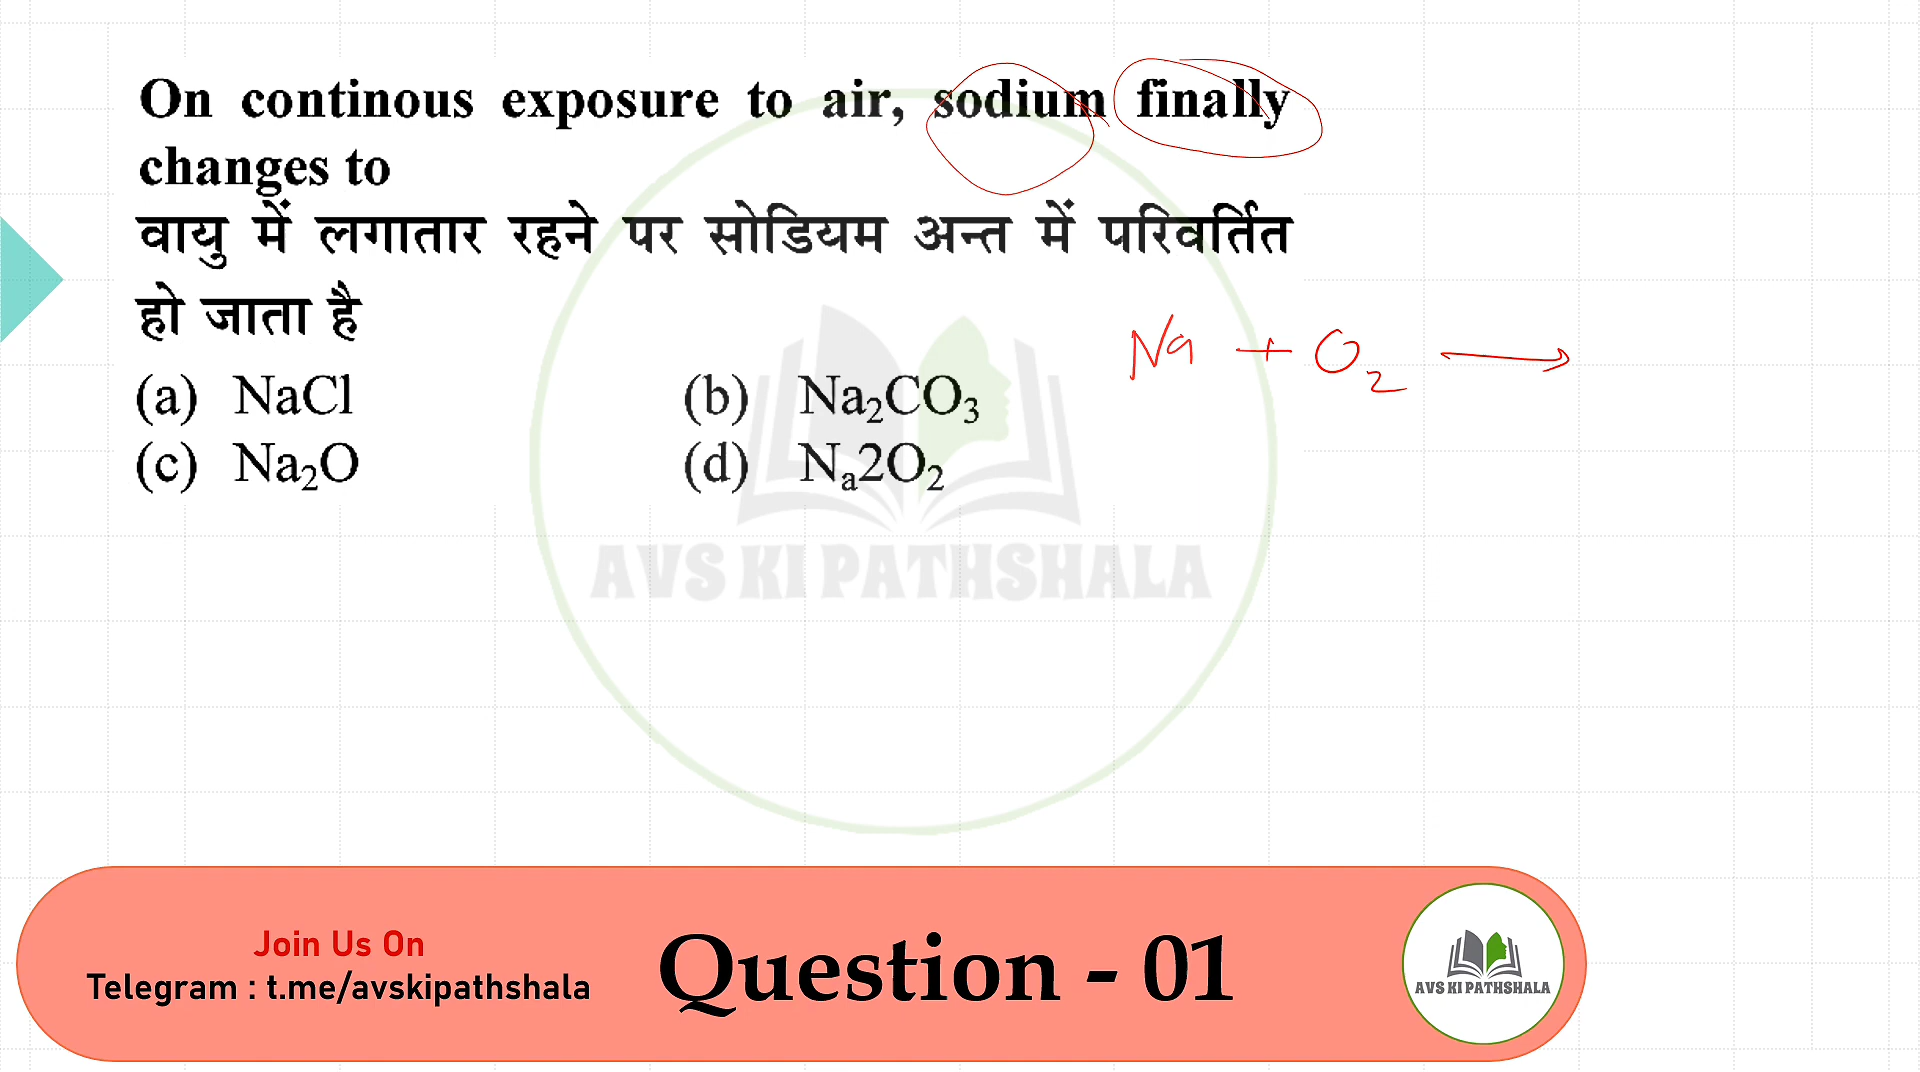 On continous exposure to air, sodium finally
changes to
वायु में लगातार रहने पर सोडियम अन्त में परिवर्तित
हो जाता है
Na + O₂ ⟶
(a) NaCl (b) Na₂CO₃
(c) Na₂O (d) Nₐ2O₂
AVS KI PATHSHALA
Join Us On
Telegram : t.me/avskipathshala
Question - 01
AVS KI PATHSHALA